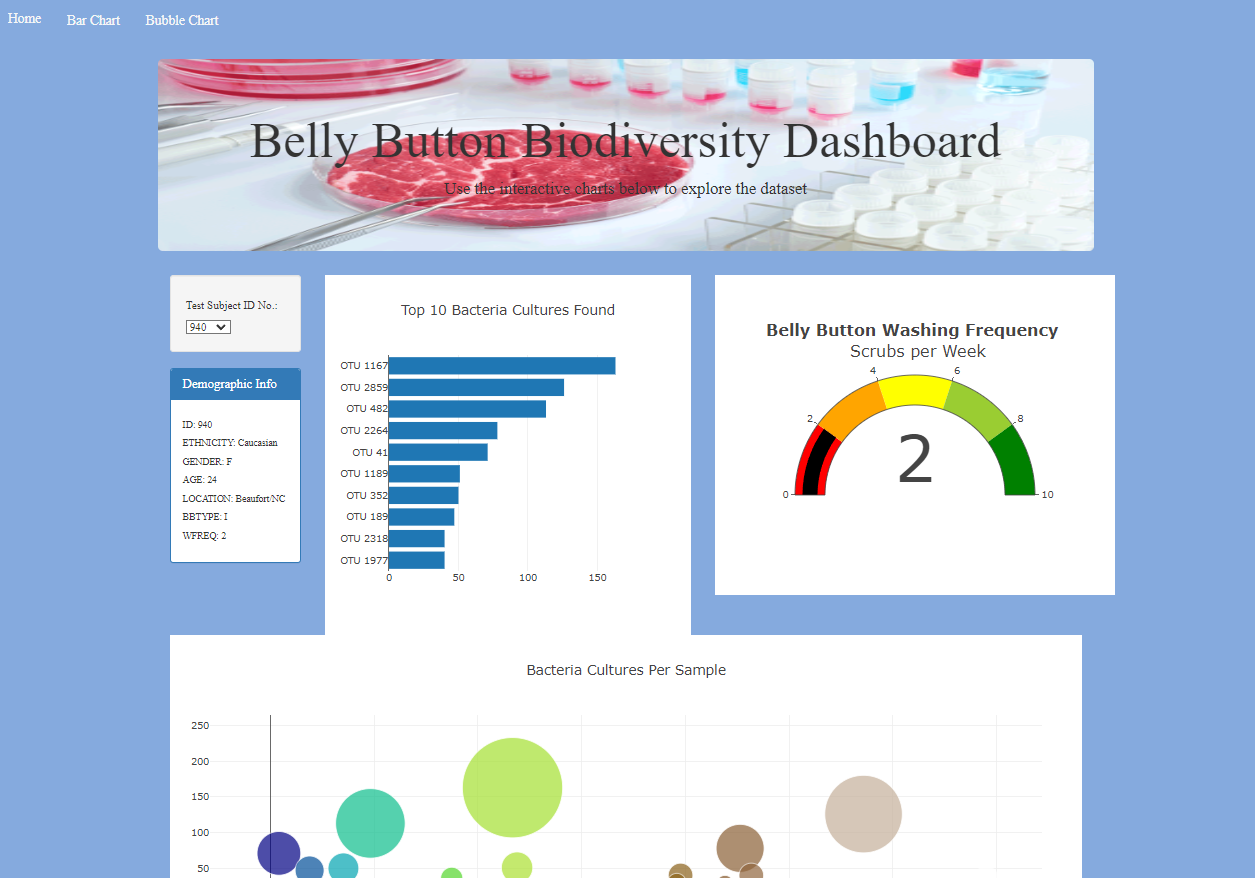 Home
Bar Chart
Bubble Chart
Belly Button Biodiversity Dashboard
Use the interactive charts below to explore the dataset
Test Subject ID No.:
940
Demographic Info
ID: 940
ETHNICITY: Caucasian
GENDER: F
AGE: 24
LOCATION: Beaufort/NC
BBTYPE: I
WFREQ: 2
Top 10 Bacteria Cultures Found
OTU 1167
OTU 2859
OTU 482
OTU 2264
OTU 41
OTU 1189
OTU 352
OTU 189
OTU 2318
OTU 1977
0 50 100 150
Belly Button Washing Frequency
Scrubs per Week
4 6
2 8
2
0 10
Bacteria Cultures Per Sample
250
200
150
100
50